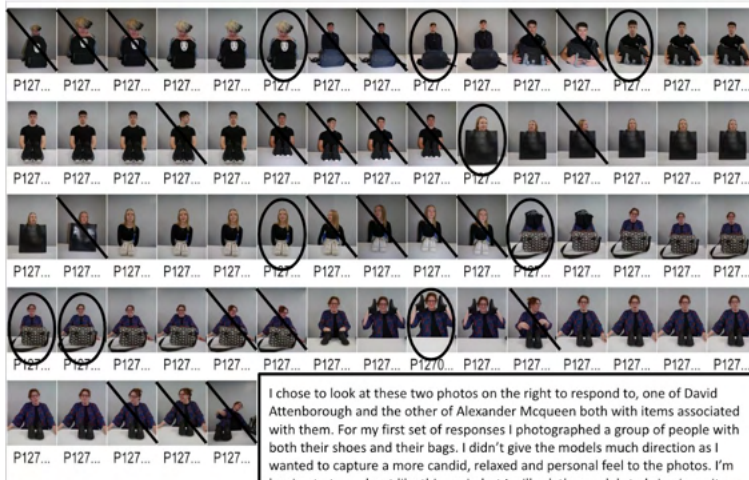 P127... P127... P127... P127... P127... P127... P127... P127... P127... P127... P127... P127... P127... P127... P127...
P127... P127... P127... P127... P127... P127... P127... P127... P127... P127... P127... P127... P127... P127... P127...
P127... P127... P127... P127... P127... P127... P127... P127... P127... P127... P127... P127... P127... P127... P127...
P127... P127... P127... P127... P127... P127... P127... P127... P1270... P127... P127... P127... P127... P127... P127...
P127... P127... P127... P127... P127...
I chose to look at these two photos on the right to respond to, one of David
Attenborough and the other of Alexander Mcqueen both with items associated
with them. For my first set of responses I photographed a group of people with
both their shoes and their bags. I didn't give the models much direction as I
wanted to capture a more candid, relaxed and personal feel to the photos. I'm